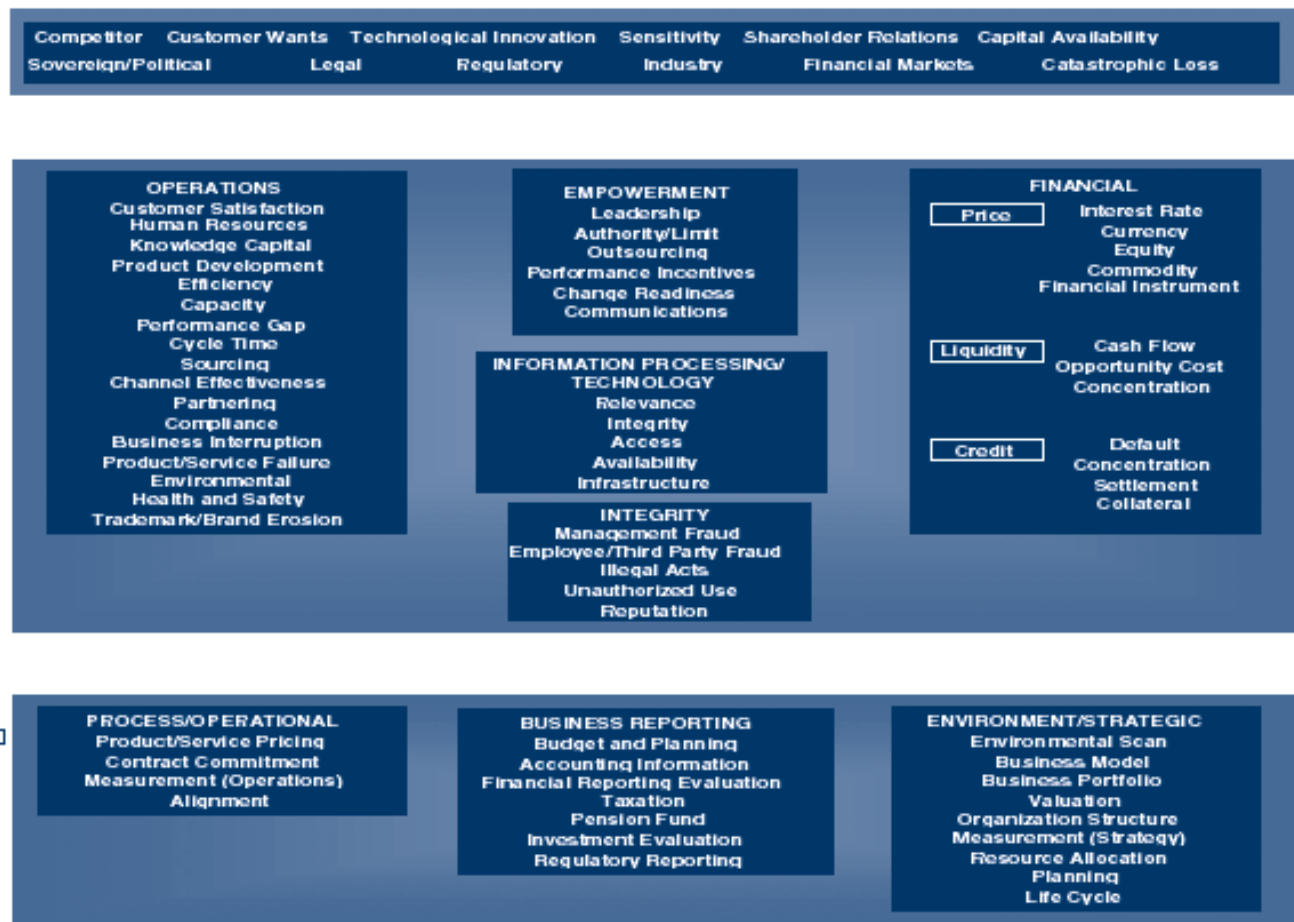 Competitor Customer Wants Technological Innovation Sensitivity Shareholder Relations Capital Availability
Sovereign/Political Legal Regulatory Industry Financial Markets Catastrophic Loss
OPERATIONS
Customer Satisfaction
Human Resources
Knowledge Capital
Product Development
Efficiency
Capacity
Performance Gap
Cycle Time
Sourcing
Channel Effectiveness
Partnering
Compliance
Business Interruption
Product/Service Failure
Environmental
Health and Safety
Trademark/Brand Erosion
EMPOWERMENT
Leadership
Authority/Limit
Outsourcing
Performance Incentives
Change Readiness
Communications
INFORMATION PROCESSING/
TECHNOLOGY
Relevance
Integrity
Access
Availability
Infrastructure
INTEGRITY
Management Fraud
Employee/Third Party Fraud
Illegal Acts
Unauthorized Use
Reputation
FINANCIAL
Price Interest Rate
Currency
Equity
Commodity
Financial Instrument
Liquidity Cash Flow
Opportunity Cost
Concentration
Credit Default
Concentration
Settlement
Collateral
PROCESS/OPERATIONAL
Product/Service Pricing
Contract Commitment
Measurement (Operations)
Alignment
BUSINESS REPORTING
Budget and Planning
Accounting Information
Financial Reporting Evaluation
Taxation
Pension Fund
Investment Evaluation
Regulatory Reporting
ENVIRONMENT/STRATEGIC
Environmental Scan
Business Model
Business Portfolio
Valuation
Organization Structure
Measurement (Strategy)
Resource Allocation
Planning
Life Cycle